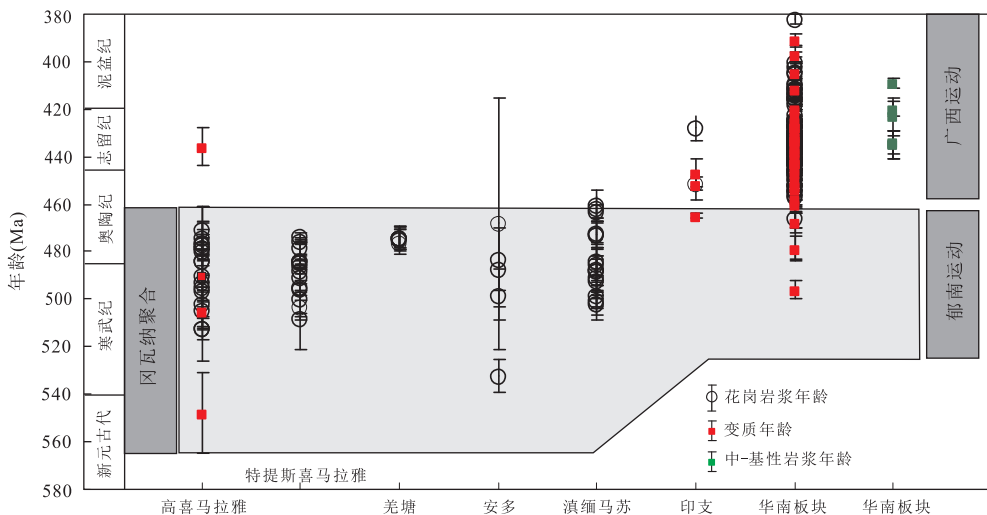 年龄(Ma)
380
400
420
440
460
480
500
520
540
560
580
泥盆纪
志留纪
奥陶纪
寒武纪
新元古代
冈瓦纳聚合
广西运动
郁南运动
花岗岩浆年龄
变质年龄
中-基性岩浆年龄
特提斯喜马拉雅
高喜马拉雅
羌塘
安多
滇缅马苏
印支
华南板块
华南板块